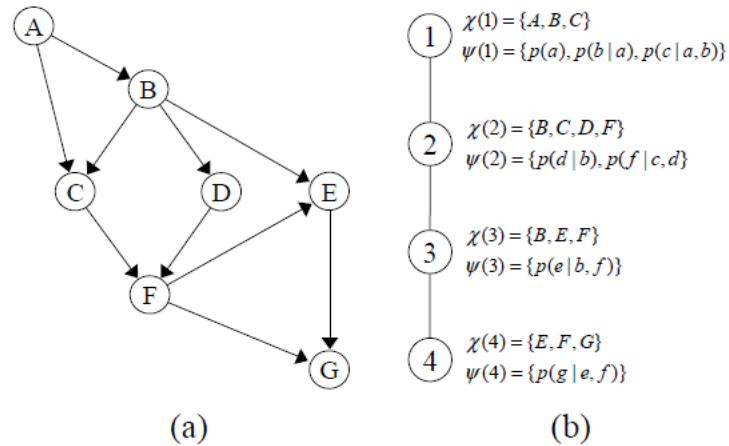 A
B
C
D
E
F
G
(a)
1
χ(1) = {A, B, C}
ψ(1) = {p(a), p(b | a), p(c | a, b)}
2
χ(2) = {B, C, D, F}
ψ(2) = {p(d | b), p(f | c, d}
3
χ(3) = {B, E, F}
ψ(3) = {p(e | b, f)}
4
χ(4) = {E, F, G}
ψ(4) = {p(g | e, f)}
(b)